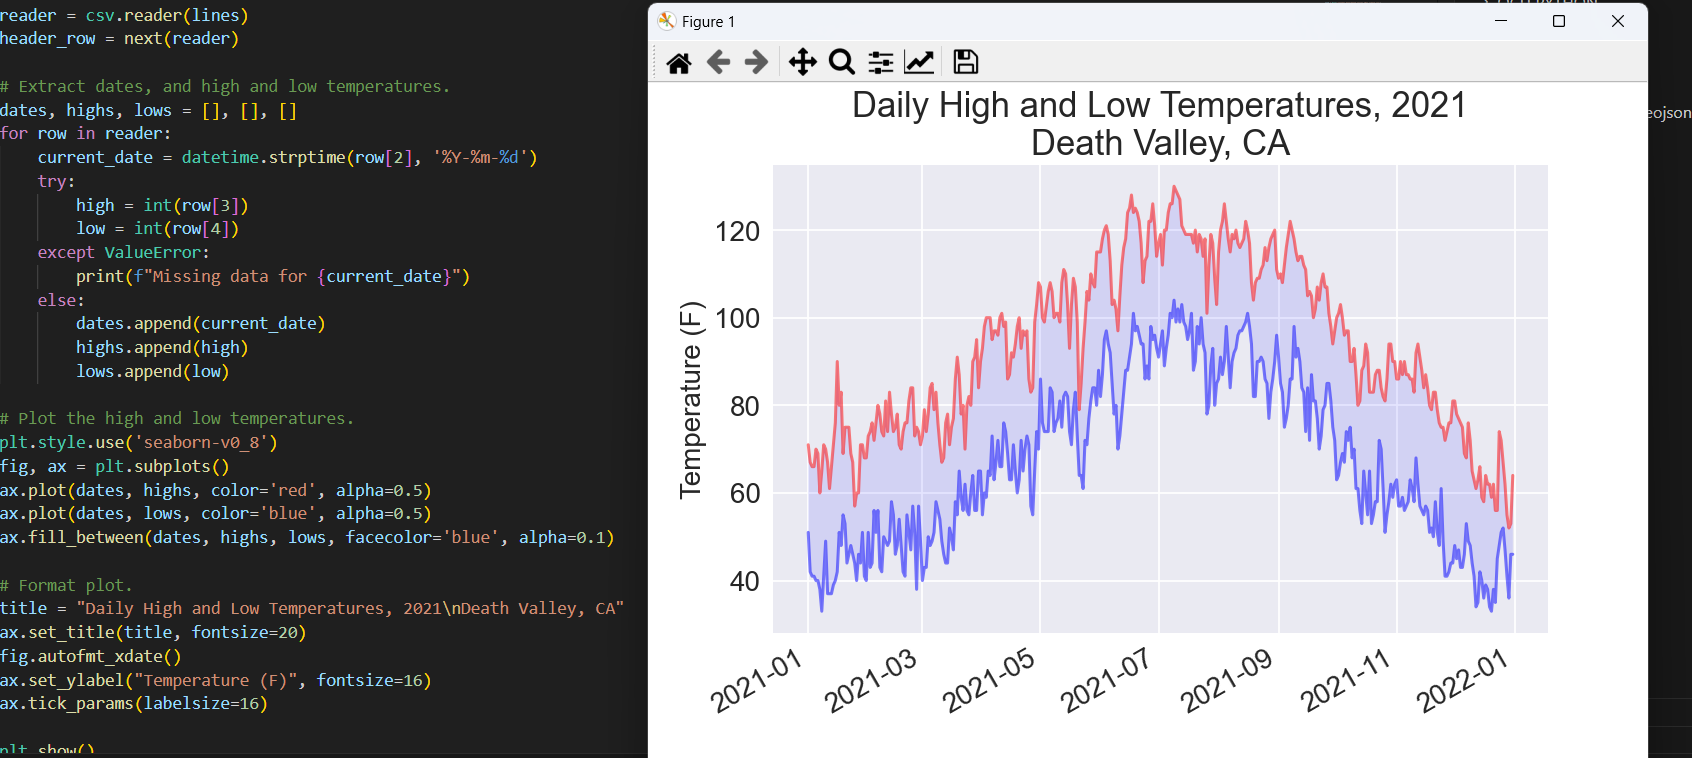 reader = csv.reader(lines)
header_row = next(reader)
# Extract dates, and high and low temperatures.
dates, highs, lows = [], [], []
for row in reader:
current_date = datetime.strptime(row[2], '%Y-%m-%d')
try:
high = int(row[3])
low = int(row[4])
except ValueError:
print(f"Missing data for {current_date}")
else:
dates.append(current_date)
highs.append(high)
lows.append(low)
# Plot the high and low temperatures.
plt.style.use('seaborn-v0_8')
fig, ax = plt.subplots()
ax.plot(dates, highs, color='red', alpha=0.5)
ax.plot(dates, lows, color='blue', alpha=0.5)
ax.fill_between(dates, highs, lows, facecolor='blue', alpha=0.1)
# Format plot.
title = "Daily High and Low Temperatures, 2021\nDeath Valley, CA"
ax.set_title(title, fontsize=20)
fig.autofmt_xdate()
ax.set_ylabel("Temperature (F)", fontsize=16)
ax.tick_params(labelsize=16)
plt.show()
Figure 1
Daily High and Low Temperatures, 2021
Death Valley, CA
Temperature (F)
120
100
80
60
40
2021-01
2021-03
2021-05
2021-07
2021-09
2021-11
2022-01
eojson